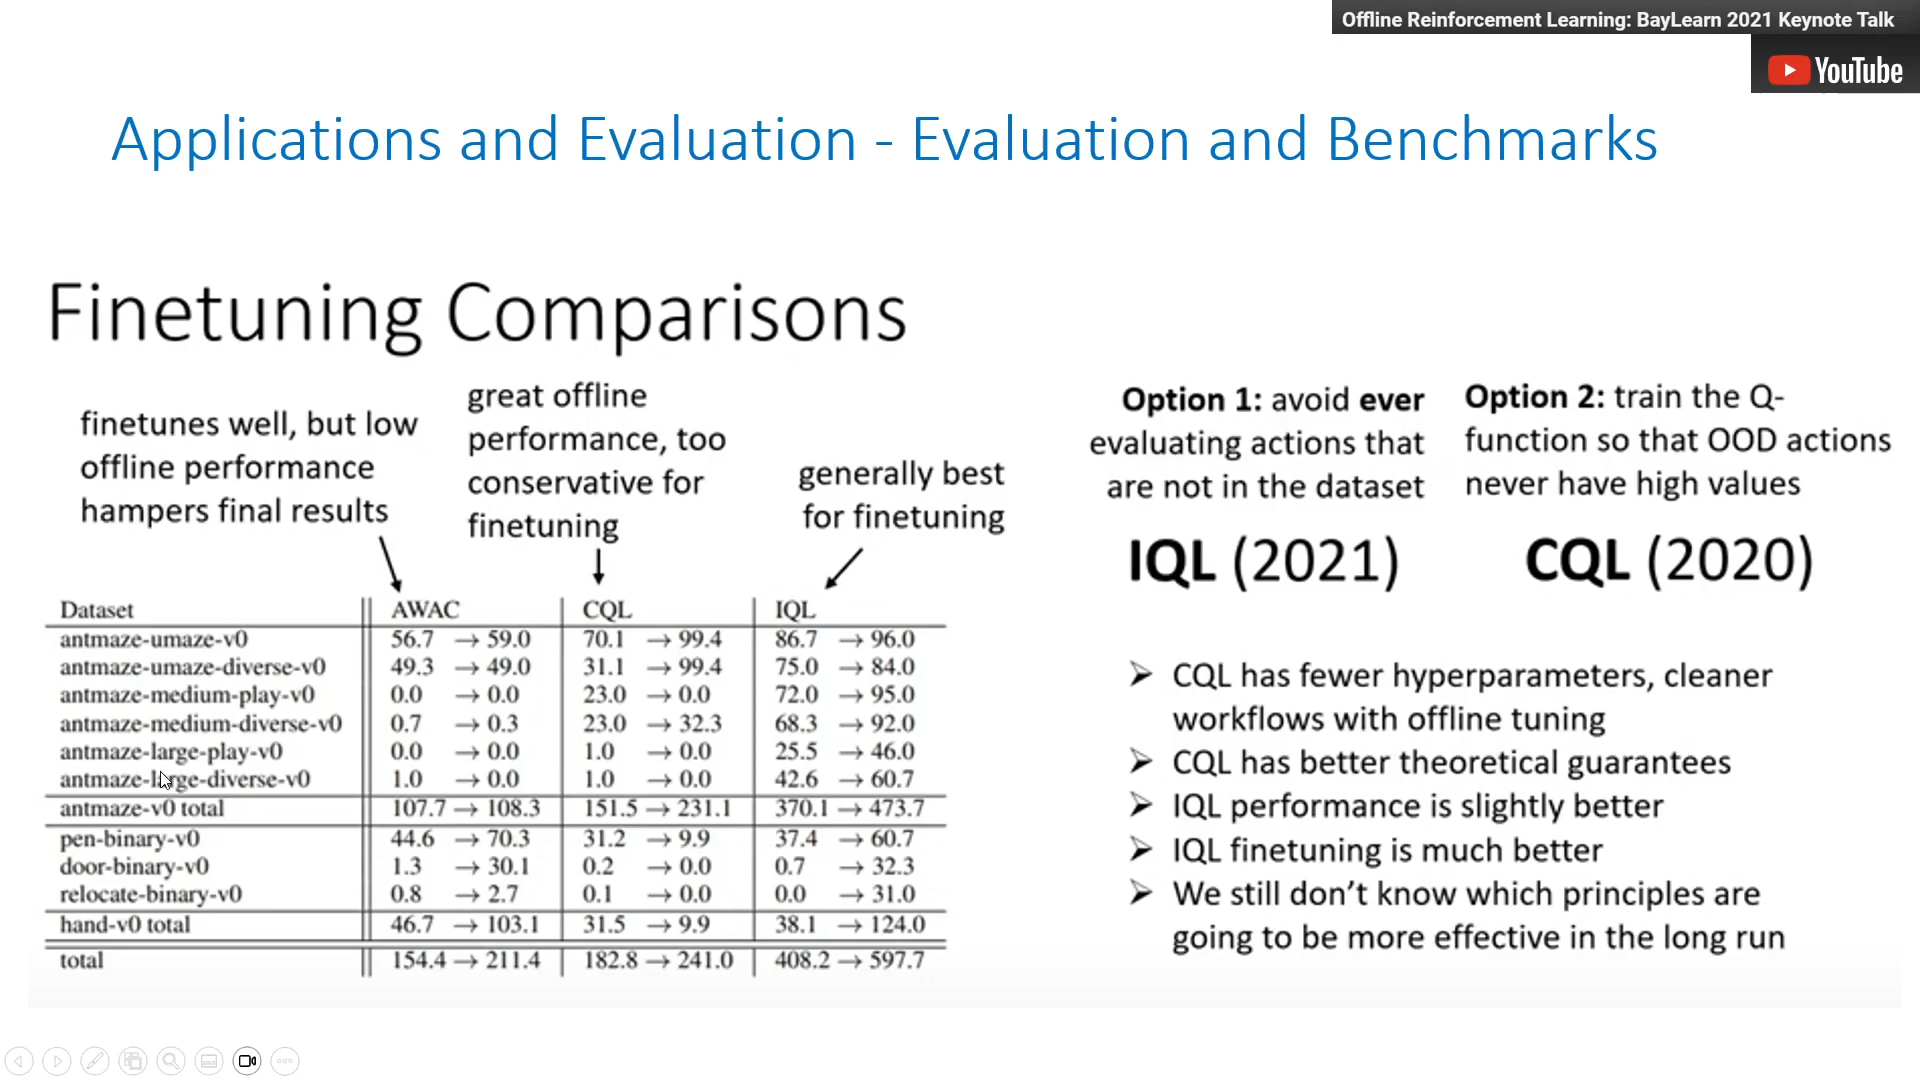 Offline Reinforcement Learning: BayLearn 2021 Keynote Talk
YouTube
Applications and Evaluation - Evaluation and Benchmarks
Finetuning Comparisons
finetunes well, but low
offline performance
hampers final results
great offline
performance, too
conservative for
finetuning
generally best
for finetuning
Dataset AWAC CQL IQL
antmaze-umaze-v0 56.7 → 59.0 70.1 → 99.4 86.7 → 96.0
antmaze-umaze-diverse-v0 49.3 → 49.0 31.1 → 99.4 75.0 → 84.0
antmaze-medium-play-v0 0.0 → 0.0 23.0 → 0.0 72.0 → 95.0
antmaze-medium-diverse-v0 0.7 → 0.3 23.0 → 32.3 68.3 → 92.0
antmaze-large-play-v0 0.0 → 0.0 1.0 → 0.0 25.5 → 46.0
antmaze-large-diverse-v0 1.0 → 0.0 1.0 → 0.0 42.6 → 60.7
antmaze-v0 total 107.7 → 108.3 151.5 → 231.1 370.1 → 473.7
pen-binary-v0 44.6 → 70.3 31.2 → 9.9 37.4 → 60.7
door-binary-v0 1.3 → 30.1 0.2 → 0.0 0.7 → 32.3
relocate-binary-v0 0.8 → 2.7 0.1 → 0.0 0.0 → 31.0
hand-v0 total 46.7 → 103.1 31.5 → 9.9 38.1 → 124.0
total 154.4 → 211.4 182.8 → 241.0 408.2 → 597.7
Option 1: avoid ever
evaluating actions that
are not in the dataset
IQL (2021)
Option 2: train the Q-
function so that OOD actions
never have high values
CQL (2020)
➢ CQL has fewer hyperparameters, cleaner
workflows with offline tuning
➢ CQL has better theoretical guarantees
➢ IQL performance is slightly better
➢ IQL finetuning is much better
➢ We still don't know which principles are
going to be more effective in the long run